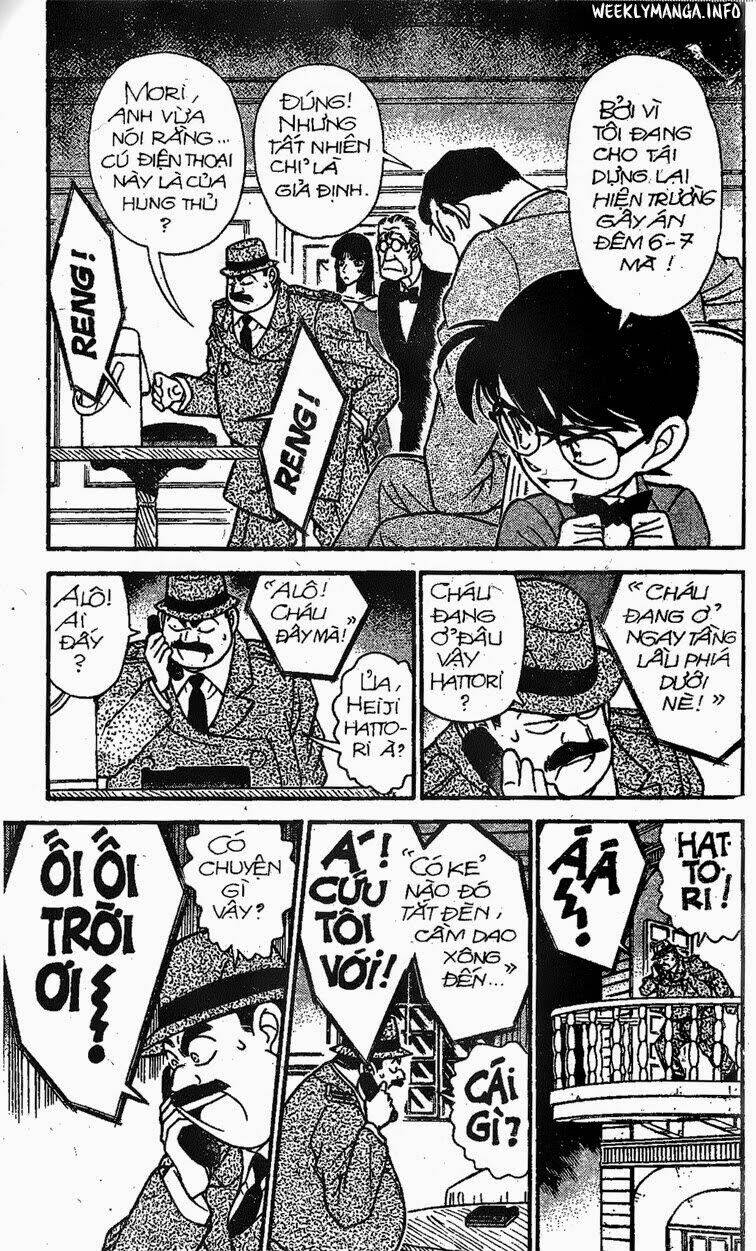 WEEKLYMANGA.INFO
MORI,
ANH VỪA
NÓI RẰNG...
CÚ ĐIỆN THOẠI
NÀY LÀ CỦA
HUNG THỦ
?
ĐÚNG!
NHƯNG
TẤT NHIÊN
CHỈ LÀ
GIẢ ĐỊNH.
BỞI VÌ
TÔI ĐANG
CHO TÁI
DỰNG LẠI
HIỆN TRƯỜNG
GÂY ÁN
ĐÊM 6-7
MÀ!
RENG!
RENG!
ALÔ!
AI
ĐẤY
?
"ALÔ!
CHÁU
ĐÂY MÀ!"
ỦA,
HEIJI
HATTO-
RI À?
CHÁU
ĐANG
Ở ĐÂU
VẬY
HATTORI
?
"CHÁU
ĐANG Ở
NGAY TẦNG
LẦU PHÍA
DƯỚI
NÈ!"
ỐI ỐI
TRỜI
ƠI!
CÓ
CHUYỆN
GÌ
VẬY?
Á!
CỨU
TÔI
VỚI!
"CÓ KẺ
NÀO ĐÓ
TẮT ĐÈN,
CẦM DAO
XÔNG
ĐẾN..."
CÁI
GÌ?
ÁÁ!
HAT-
TO-
RI!